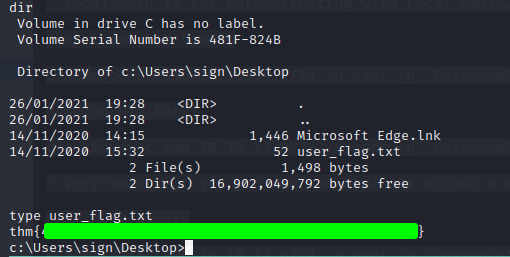 dir
Volume in drive C has no label.
Volume Serial Number is 481F-824B
Directory of c:\Users\sign\Desktop
26/01/2021 19:28 <DIR> .
26/01/2021 19:28 <DIR> ..
14/11/2020 14:15 1,446 Microsoft Edge.lnk
14/11/2020 15:32 52 user_flag.txt
2 File(s) 1,498 bytes
2 Dir(s) 16,902,049,792 bytes free
type user_flag.txt
thm{ }
c:\Users\sign\Desktop>